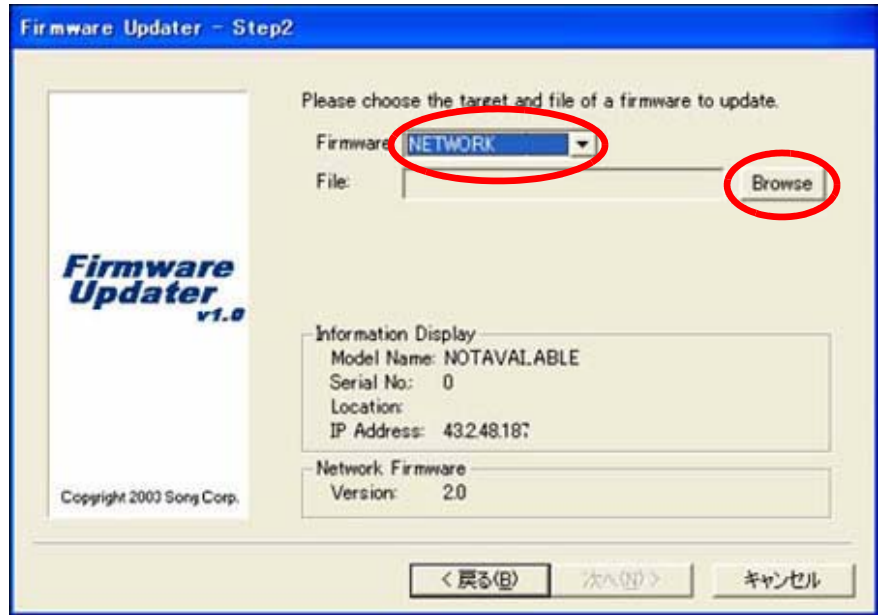 Firmware Updater - Step2
Please choose the target and file of a firmware to update.
Firmware NETWORK
File: Browse
Firmware
Updater
v1.0
Information Display
Model Name: NOTAVAILABLE
Serial No.: 0
Location:
IP Address: 43.2.48.187
Network Firmware
Version: 2.0
Copyright 2003 Sony Corp.
< 戻る(B) 次へ(N) > キャンセル